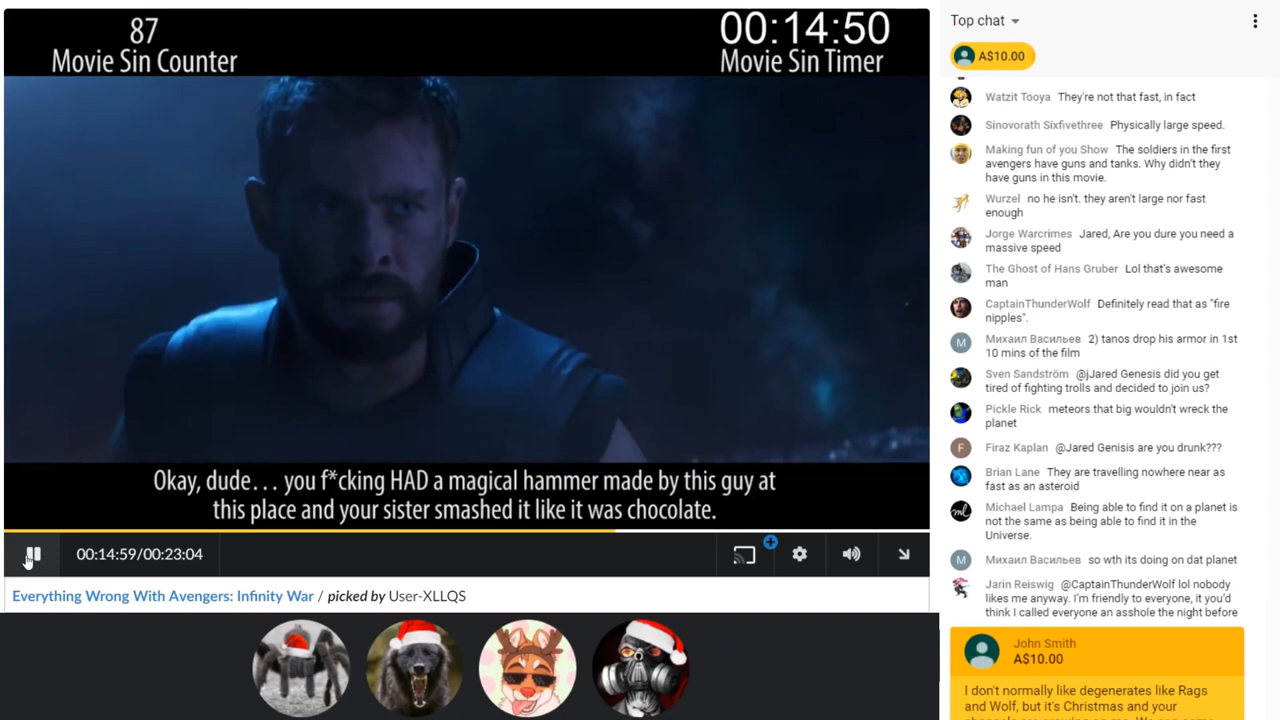 87
Movie Sin Counter
00:14:50
Movie Sin Timer
Okay, dude... you f*cking HAD a magical hammer made by this guy at
this place and your sister smashed it like it was chocolate.
00:14:59/00:23:04
Everything Wrong With Avengers: Infinity War / picked by User-XLLQS
Top chat
A$10.00
Watzit Tooya They're not that fast, in fact
Sinovorath Sixfivethree Physically large speed.
Making fun of you Show The soldiers in the first
avengers have guns and tanks. Why didn't they
have guns in this movie.
Wurzel no he isn't. they aren't large nor fast
enough
Jorge Warcrimes Jared, Are you dure you need a
massive speed
The Ghost of Hans Gruber Lol that's awesome
man
CaptainThunderWolf Definitely read that as "fire
nipples".
M
Михаил Васильев 2) tanos drop his armor in 1st
10 mins of the film
Sven Sandström @jJared Genesis did you get
tired of fighting trolls and decided to join us?
Pickle Rick meteors that big wouldn't wreck the
planet
F
Firaz Kaplan @Jared Genisis are you drunk???
Brian Lane They are travelling nowhere near as
fast as an asteroid
ml
Michael Lampa Being able to find it on a planet is
not the same as being able to find it in the
Universe.
M
Михаил Васильев so wth its doing on dat planet
Jarin Reiswig @CaptainThunderWolf lol nobody
likes me anyway. I'm friendly to everyone, it you'd
think I called everyone an asshole the night before
John Smith
A$10.00
I don't normally like degenerates like Rags
and Wolf, but it's Christmas and your